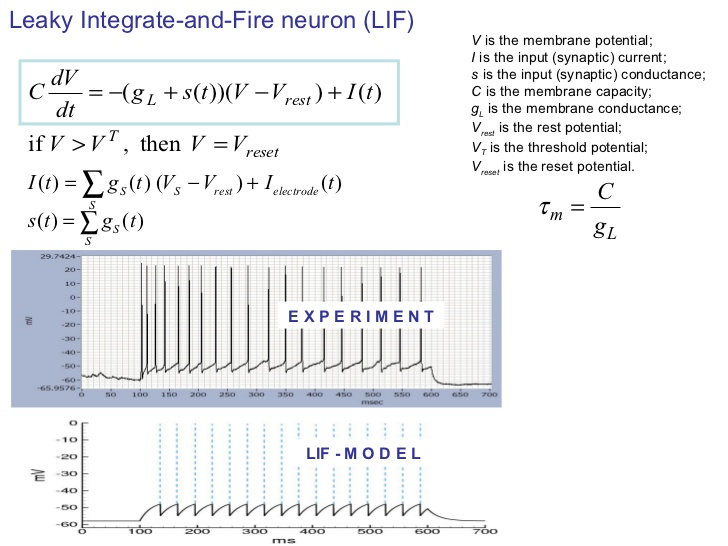 Leaky Integrate-and-Fire neuron (LIF)
V is the membrane potential;
I is the input (synaptic) current;
s is the input (synaptic) conductance;
C is the membrane capacity;
g_L is the membrane conductance;
V_rest is the rest potential;
V_T is the threshold potential;
V_reset is the reset potential.
C dV/dt = −(g_L + s(t))(V − V_rest) + I(t)
if V > V^T, then V = V_reset
I(t) = ∑_S g_S(t) (V_S − V_rest) + I_electrode(t)
s(t) = ∑_S g_S(t)
τ_m = C/g_L
29.7424
20
10
0
-10
-20
-30
-40
-50
-60
-65.9576
mV
EXPERIMENT
0 50 100 150 200 250 300 350 400 450 500 550 600 650 700
msec
0
-10
-20
-30
-40
-50
-60
mV
LIF-MODEL
0 100 200 300 400 500 600 700
ms